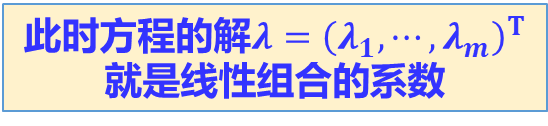 此时方程的解λ = (λ₁, ⋯, λₘ)ᵀ
就是线性组合的系数